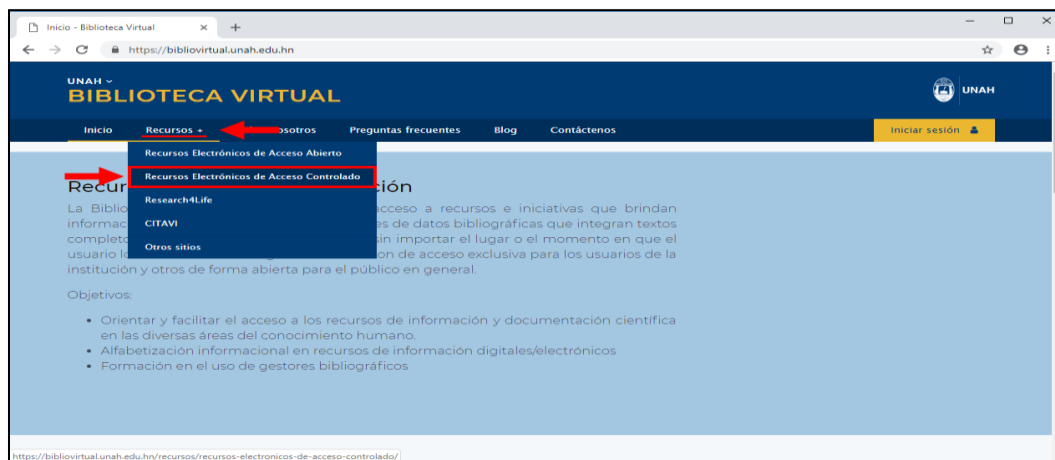 Inicio - Biblioteca Virtual
https://bibliovirtual.unah.edu.hn
UNAH
BIBLIOTECA VIRTUAL
UNAH
Inicio Recursos + osotros Preguntas frecuentes Blog Contáctenos Iniciar sesión
Recursos Electrónicos de Acceso Abierto
Recursos Electrónicos de Acceso Controlado
Research4Life
CITAVI
Otros sitios
Recur ción
La Biblio acceso a recursos e iniciativas que brindan
informac es de datos bibliográficas que integran textos
completo sin importar el lugar o el momento en que el
usuario lo on de acceso exclusiva para los usuarios de la
institución y otros de forma abierta para el público en general.
Objetivos:
• Orientar y facilitar el acceso a los recursos de información y documentación científica
en las diversas áreas del conocimiento humano.
• Alfabetización informacional en recursos de información digitales/electrónicos
• Formación en el uso de gestores bibliográficos
https://bibliovirtual.unah.edu.hn/recursos/recursos-electronicos-de-acceso-controlado/